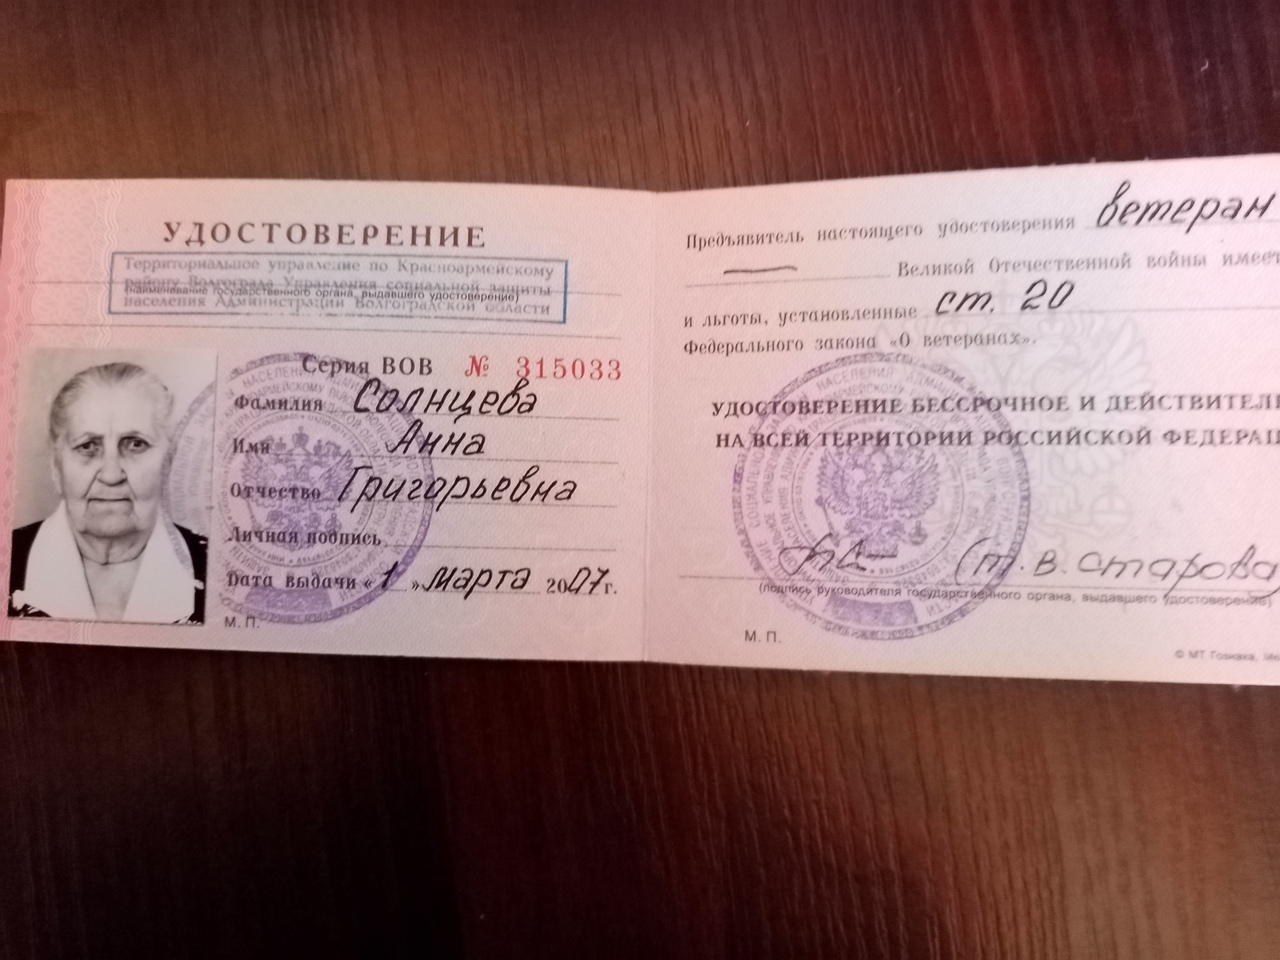 УДОСТОВЕРЕНИЕ
Территориальное управление по Красноармейскому
району Волгограда Управления социальной защиты
(наименование государственного органа, выдавшего удостоверение)
населения Администрации Волгоградской области
Серия ВОВ № 315033
Фамилия Солнцева
Имя Анна
Отчество Григорьевна
Личная подпись
Дата выдачи «1» марта 2007г.
М. П.
Предъявитель настоящего удостоверения ветеран
Великой Отечественной войны имеет
и льготы, установленные ст. 20
Федерального закона «О ветеранах».
УДОСТОВЕРЕНИЕ БЕССРОЧНОЕ И ДЕЙСТВИТЕЛЬ
НА ВСЕЙ ТЕРРИТОРИИ РОССИЙСКОЙ ФЕДЕРАЦ
(Т. В. Старова
(подпись руководителя государственного органа, выдавшего удостоверение)
М. П.
© МТ Гознака,